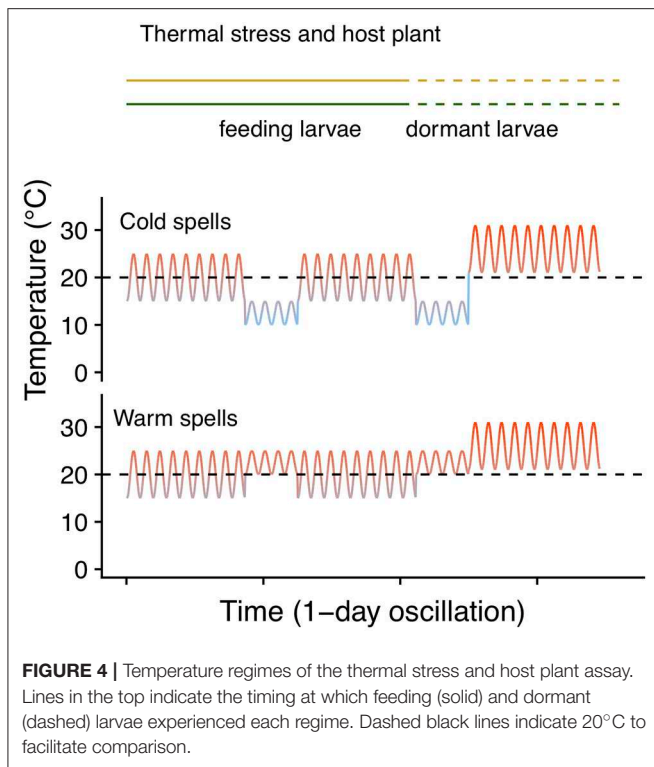 Thermal stress and host plant
feeding larvae dormant larvae
Temperature (°C)
Cold spells
30
20
10
0
Warm spells
30
20
10
0
Time (1−day oscillation)
FIGURE 4 | Temperature regimes of the thermal stress and host plant assay.
Lines in the top indicate the timing at which feeding (solid) and dormant
(dashed) larvae experienced each regime. Dashed black lines indicate 20°C to
facilitate comparison.